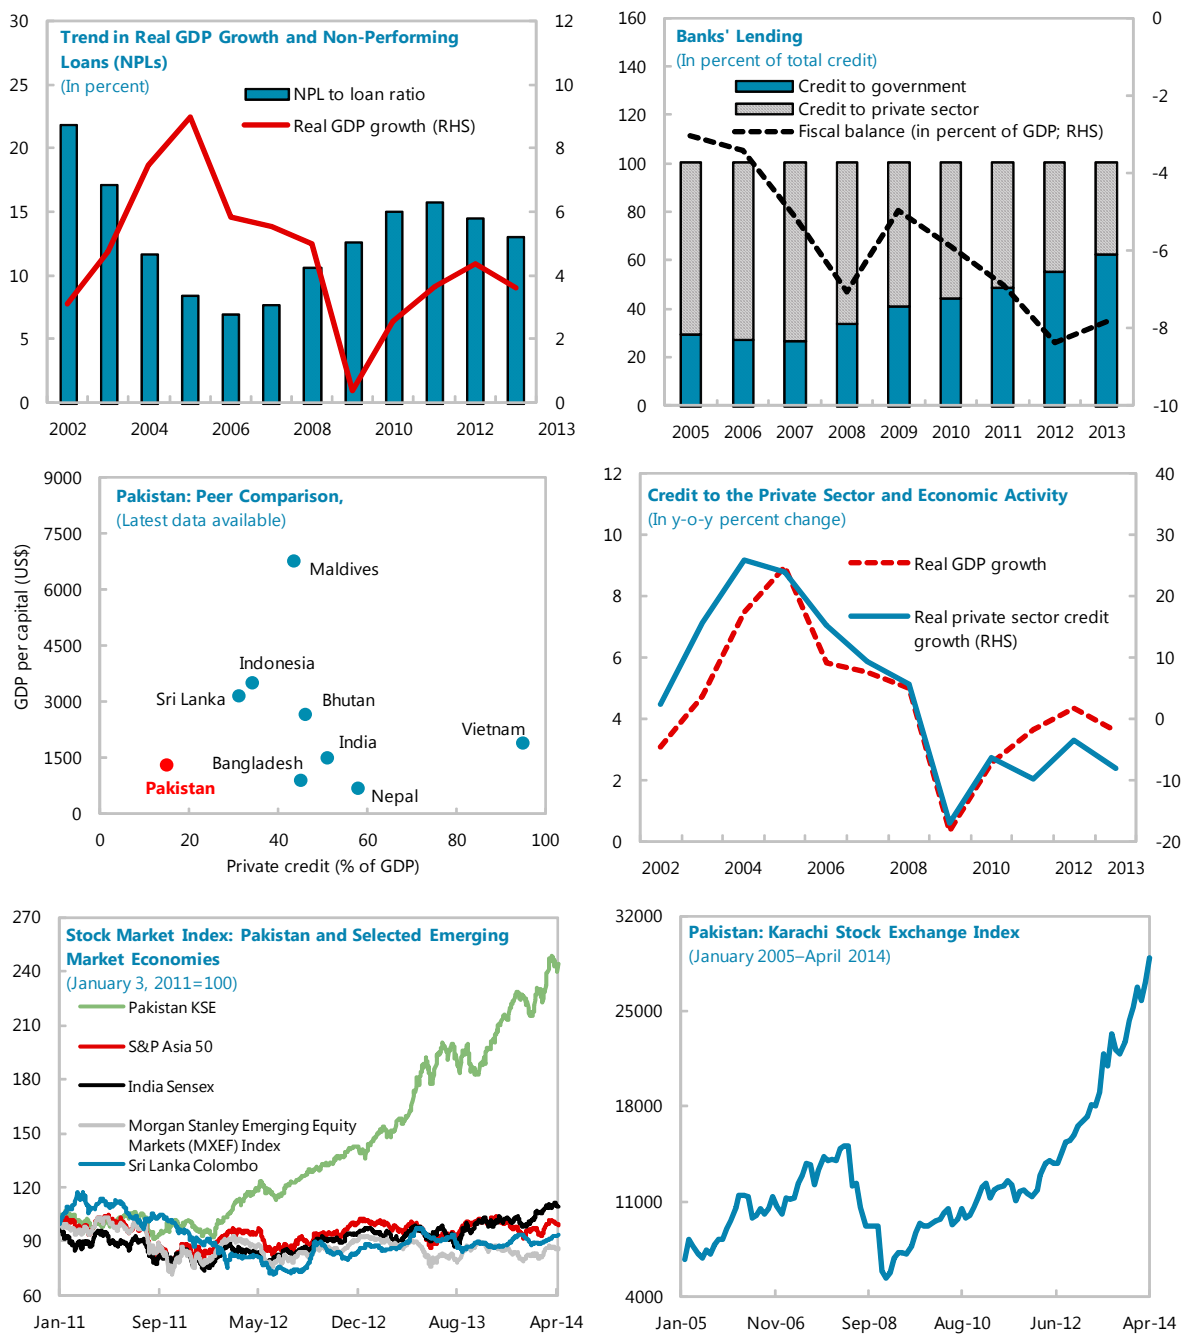 Trend in Real GDP Growth and Non-Performing
Loans (NPLs)
(In percent)
NPL to loan ratio
Real GDP growth (RHS)
30
25
20
15
10
5
0
12
10
8
6
4
2
0
2002 2004 2006 2008 2010 2012 2013
Banks' Lending
(In percent of total credit)
Credit to government
Credit to private sector
Fiscal balance (in percent of GDP; RHS)
160
140
120
100
80
60
40
20
0
0
-2
-4
-6
-8
-10
2005 2006 2007 2008 2009 2010 2011 2012 2013
Pakistan: Peer Comparison,
(Latest data available)
GDP per capital (US$)
9000
7500
6000
4500
3000
1500
0
Maldives
Indonesia
Sri Lanka
Bhutan
Vietnam
India
Bangladesh
Pakistan
Nepal
0 20 40 60 80 100
Private credit (% of GDP)
Credit to the Private Sector and Economic Activity
(In y-o-y percent change)
Real GDP growth
Real private sector credit
growth (RHS)
12
10
8
6
4
2
0
40
30
20
10
0
-10
-20
2002 2004 2006 2008 2010 2012 2013
Stock Market Index: Pakistan and Selected Emerging
Market Economies
(January 3, 2011=100)
Pakistan KSE
S&P Asia 50
India Sensex
Morgan Stanley Emerging Equity
Markets (MXEF) Index
Sri Lanka Colombo
270
240
210
180
150
120
90
60
Jan-11 Sep-11 May-12 Dec-12 Aug-13 Apr-14
Pakistan: Karachi Stock Exchange Index
(January 2005–April 2014)
32000
25000
18000
11000
4000
Jan-05 Nov-06 Sep-08 Aug-10 Jun-12 Apr-14